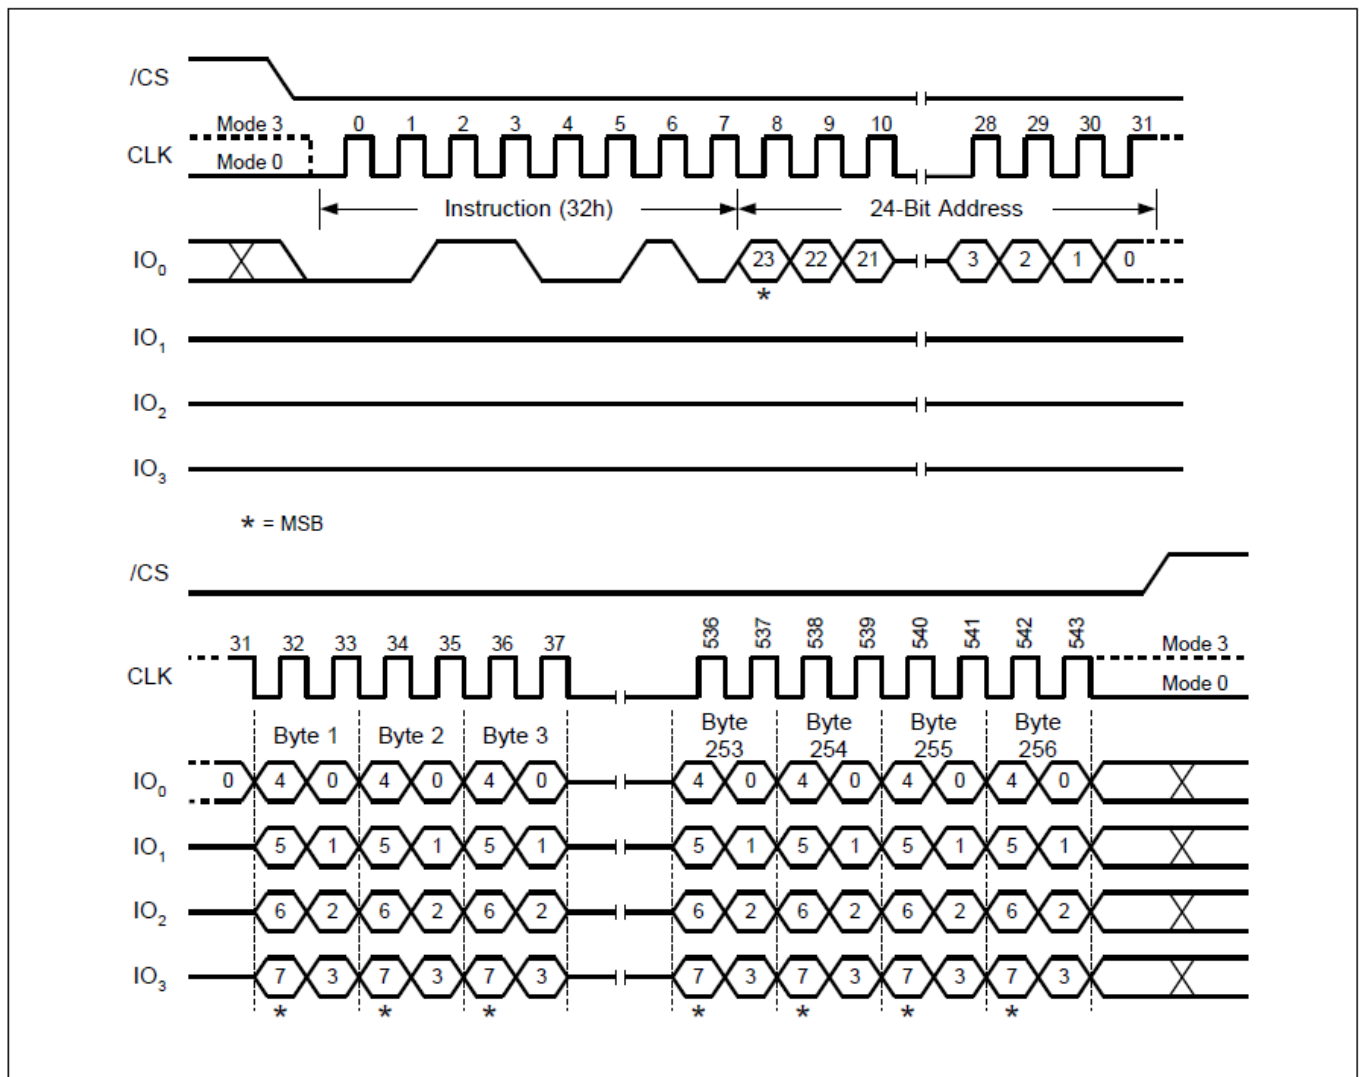 /CS
Mode 3 0 1 2 3 4 5 6 7 8 9 10 28 29 30 31
CLK
Mode 0
Instruction (32h) 24-Bit Address
IO0 23 22 21 3 2 1 0
*
IO1
IO2
IO3
* = MSB
/CS
31 32 33 34 35 36 37 536 537 538 539 540 541 542 543 Mode 3
CLK
Mode 0
Byte 1 Byte 2 Byte 3 Byte 253 Byte 254 Byte 255 Byte 256
IO0 0 4 0 4 0 4 0 4 0 4 0 4 0 4 0
IO1 5 1 5 1 5 1 5 1 5 1 5 1 5 1
IO2 6 2 6 2 6 2 6 2 6 2 6 2 6 2
IO3 7 3 7 3 7 3 7 3 7 3 7 3 7 3
* * * * * * *